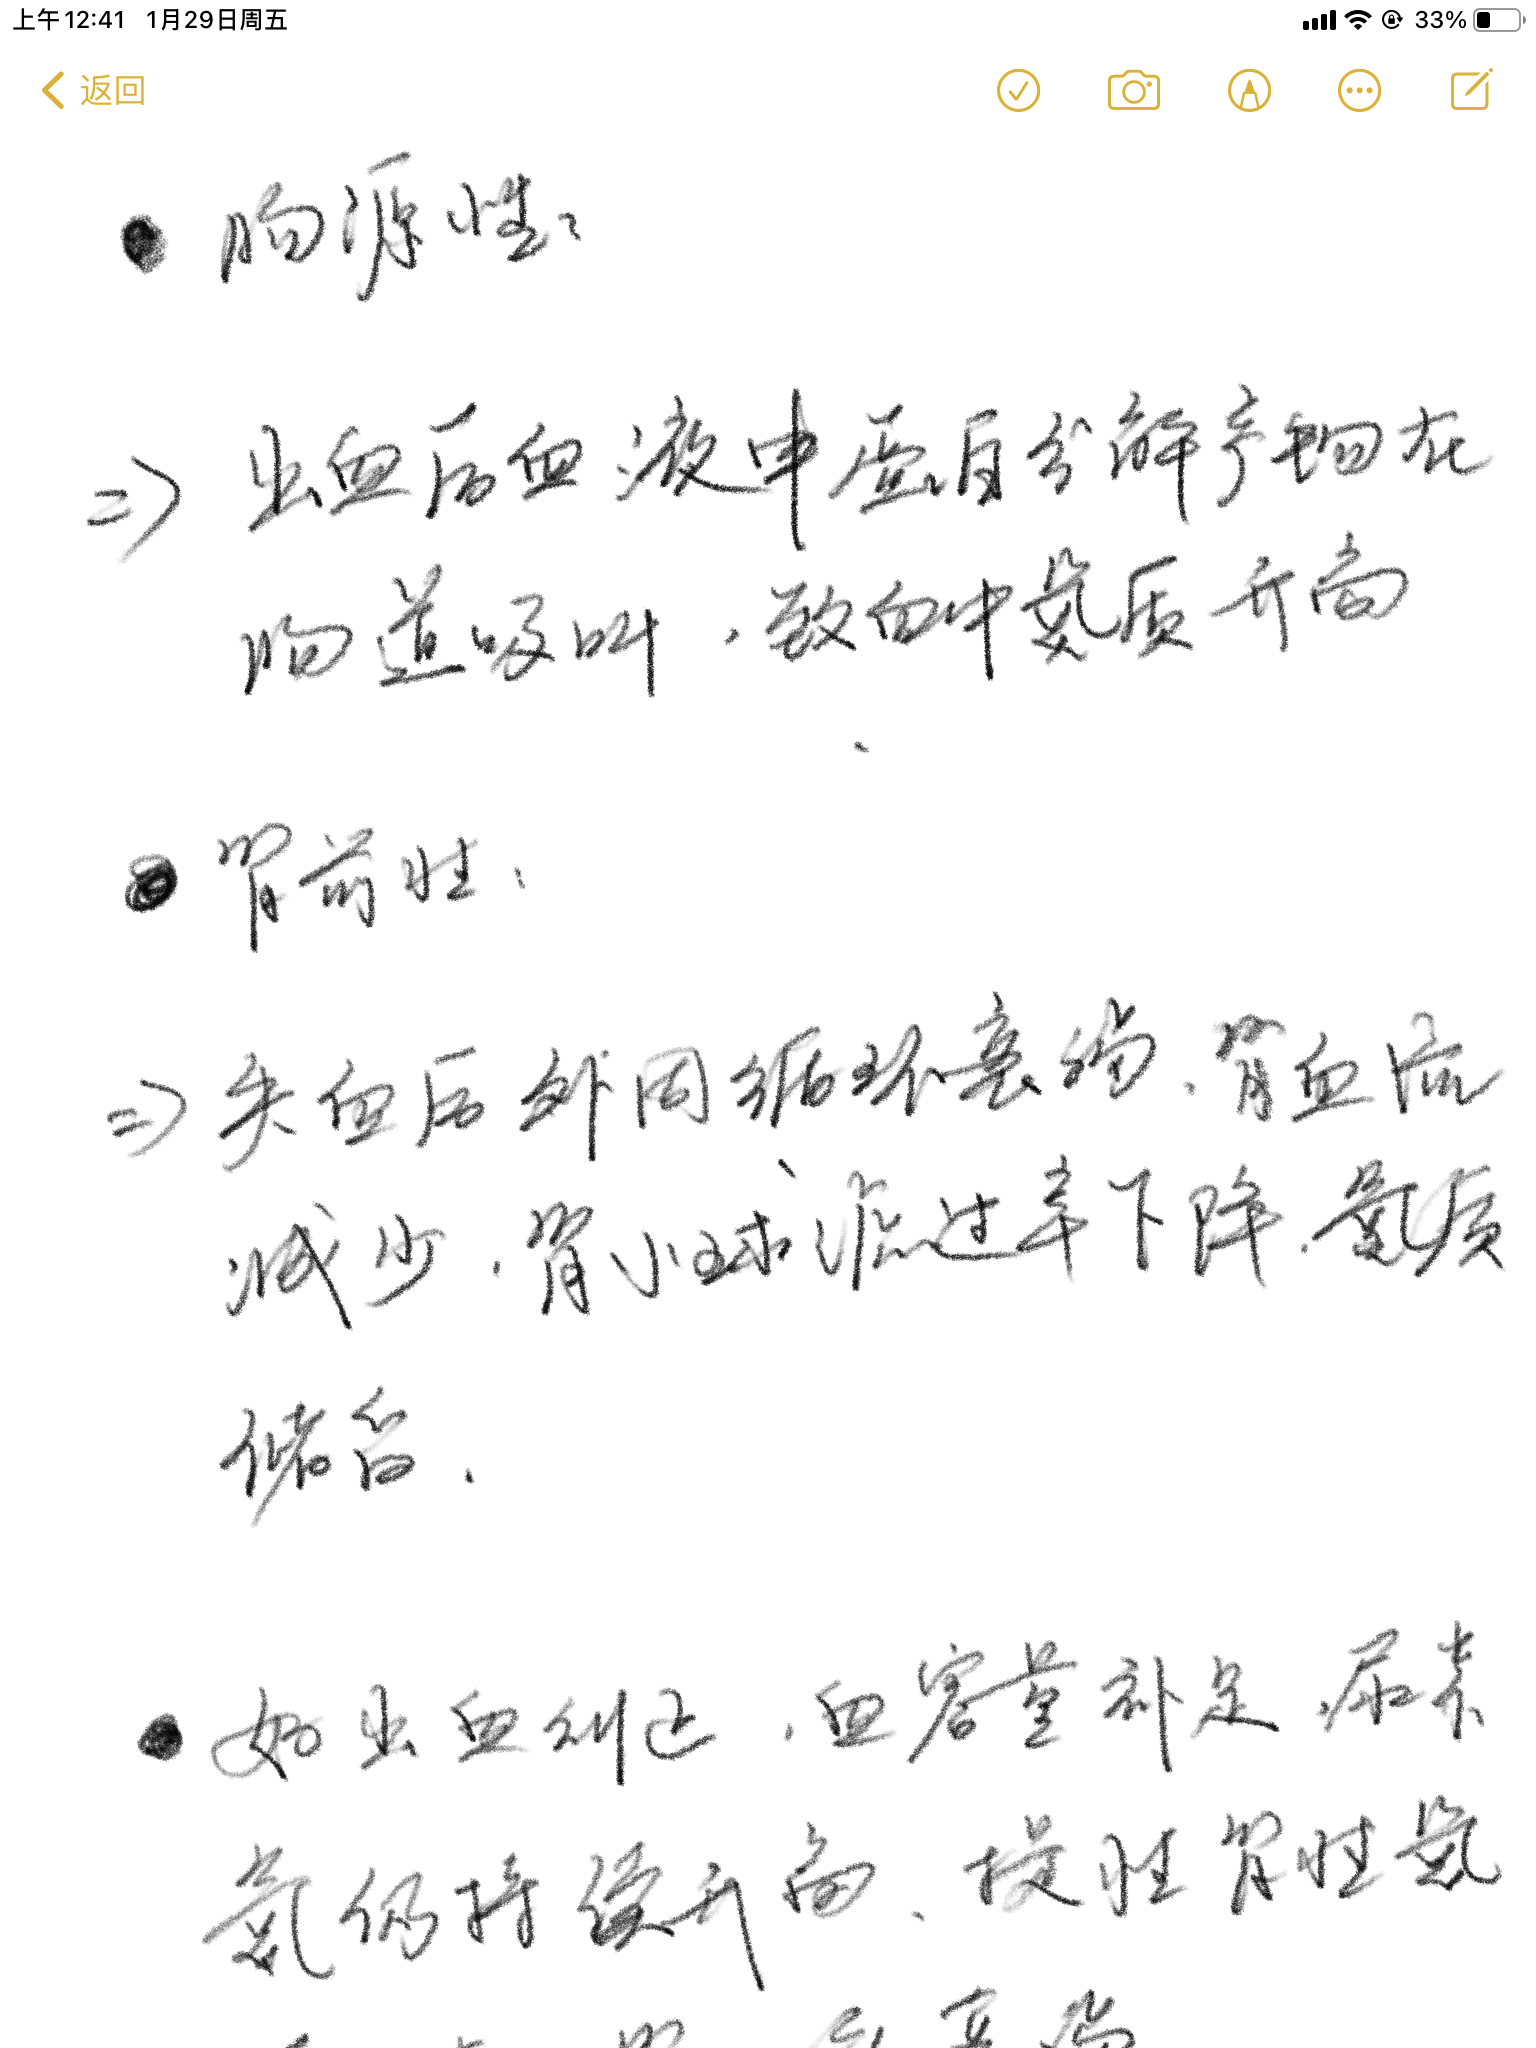 上午12:41 1月29日周五
33%
返回
肠源性:
=> 出血后血液中蛋白分解产物在
肠道吸收,致血中氮质升高
肾前性:
=> 失血后外周循环衰竭、肾血流
减少,肾小球滤过率下降,氮质
储留.
如出血纠正,血容量补足,尿素
氮仍持续升高、提性肾性氮